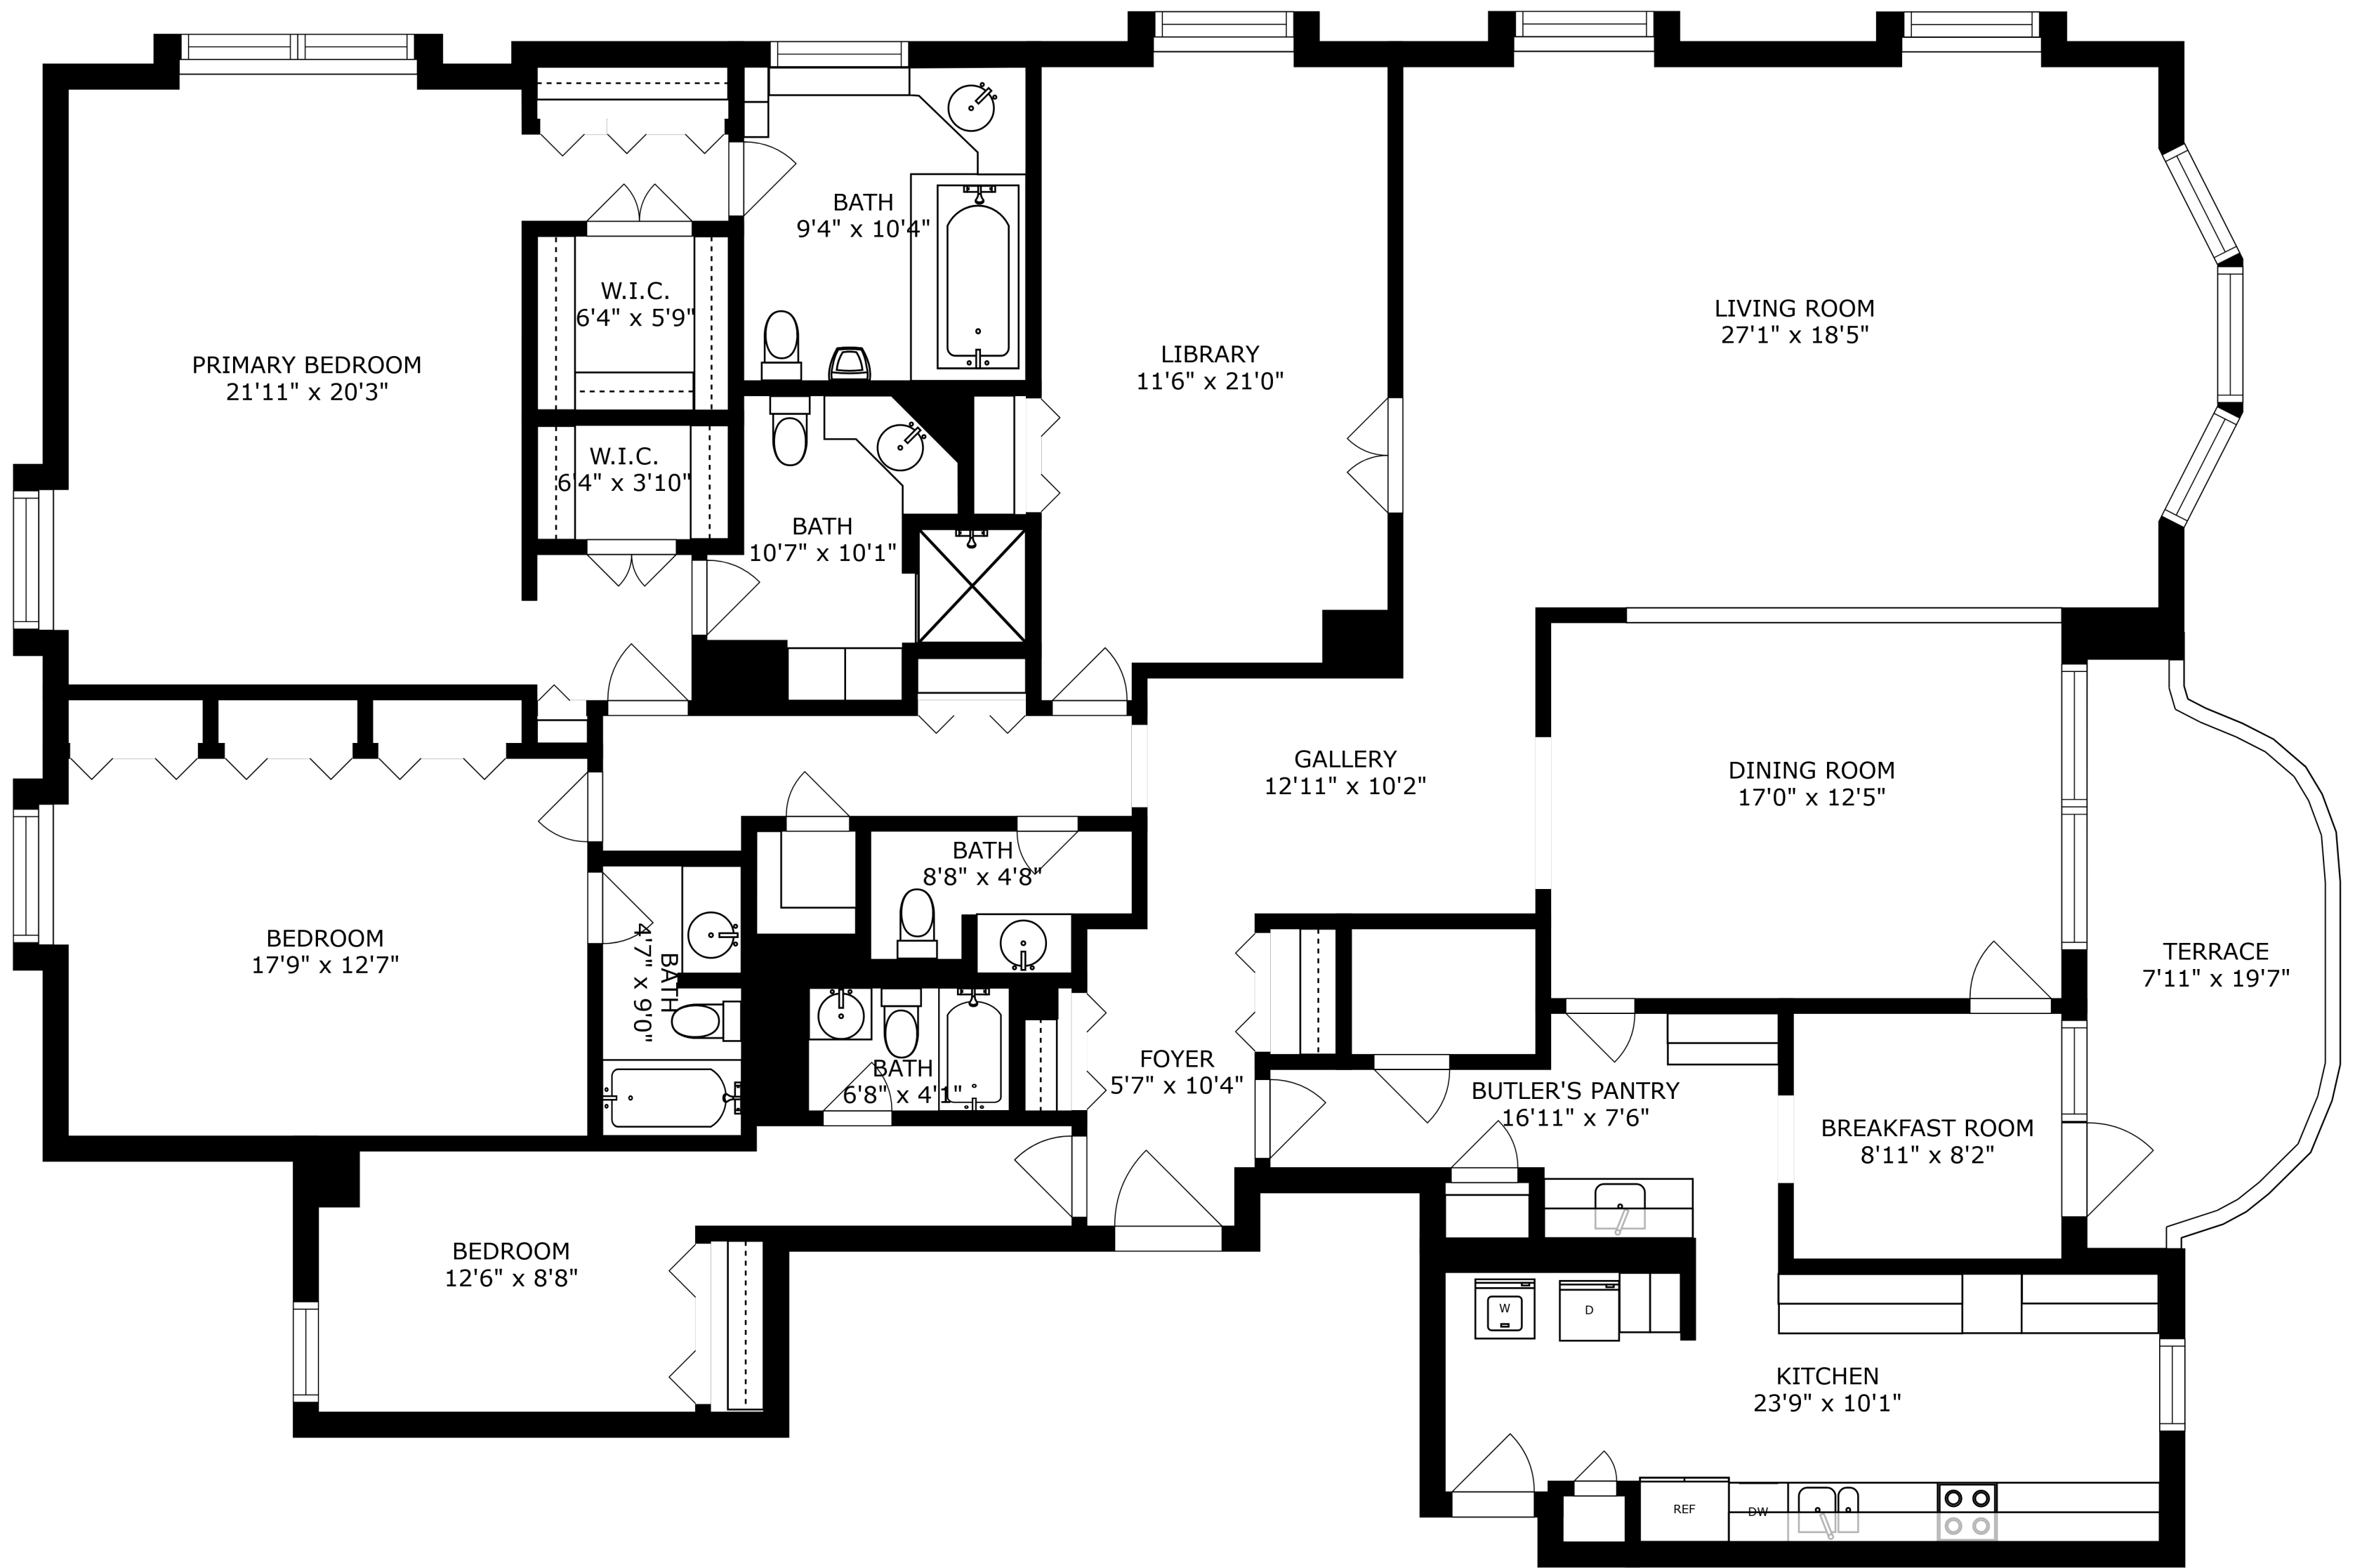 BATH
9'4" x 10'4"
W.I.C.
6'4" x 5'9"
LIVING ROOM
27'1" x 18'5"
PRIMARY BEDROOM
21'11" x 20'3"
LIBRARY
11'6" x 21'0"
W.I.C.
6'4" x 3'10"
BATH
10'7" x 10'1"
GALLERY
12'11" x 10'2"
DINING ROOM
17'0" x 12'5"
BATH
8'8" x 4'8"
BEDROOM
17'9" x 12'7"
BATH
4'7" x 9'0"
TERRACE
7'11" x 19'7"
BATH
6'8" x 4'1"
FOYER
5'7" x 10'4"
BUTLER'S PANTRY
16'11" x 7'6"
BREAKFAST ROOM
8'11" x 8'2"
BEDROOM
12'6" x 8'8"
W
D
KITCHEN
23'9" x 10'1"
REF
DW